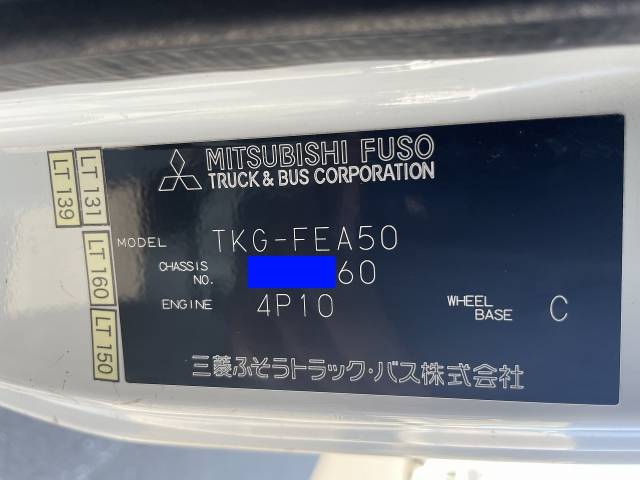 MITSUBISHI FUSO
TRUCK & BUS CORPORATION
MODEL TKG-FEA50
CHASSIS NO. 60
ENGINE 4P10
WHEEL BASE C
三菱ふそうトラック・バス株式会社
LT 139
LT 131
LT 160
LT 150